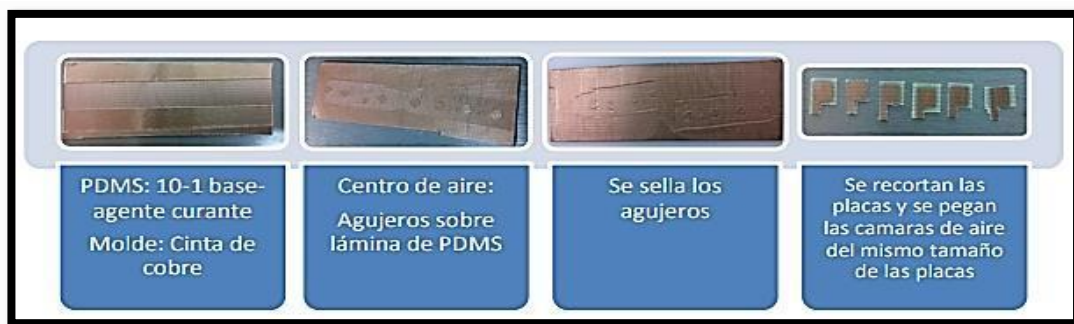 PDMS: 10-1 base-
agente curante
Molde: Cinta de
cobre
Centro de aire:
Agujeros sobre
lámina de PDMS
Se sella los
agujeros
Se recortan las
placas y se pegan
las camaras de aire
del mismo tamaño
de las placas